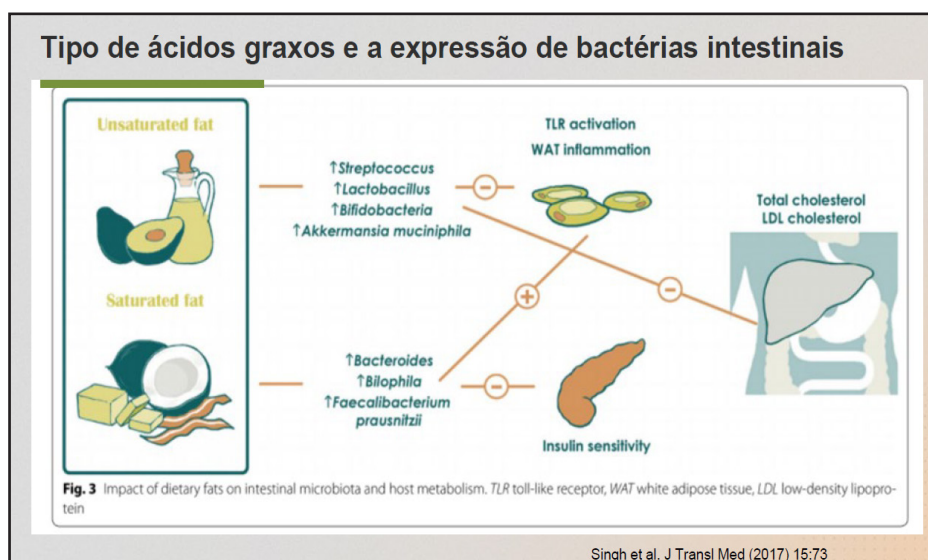 Tipo de ácidos graxos e a expressão de bactérias intestinais
Unsaturated fat
↑Streptococcus
↑Lactobacillus
↑Bifidobacteria
↑Akkermansia muciniphila
TLR activation
WAT inflammation
Total cholesterol
LDL cholesterol
Saturated fat
↑Bacteroides
↑Bilophila
↑Faecalibacterium
prausnitzii
Insulin sensitivity
Fig. 3 Impact of dietary fats on intestinal microbiota and host metabolism. TLR toll-like receptor, WAT white adipose tissue, LDL low-density lipopro-
tein
Singh et al. J Transl Med (2017) 15:73